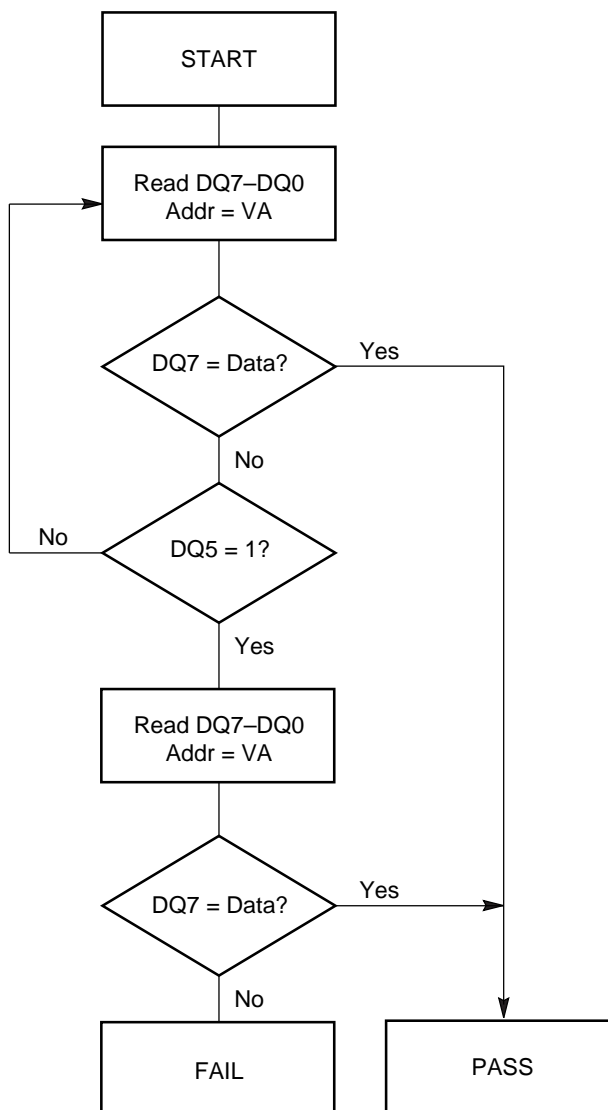 START
Read DQ7–DQ0
Addr = VA
DQ7 = Data?
Yes
No
No
DQ5 = 1?
Yes
Read DQ7–DQ0
Addr = VA
DQ7 = Data?
Yes
No
FAIL
PASS